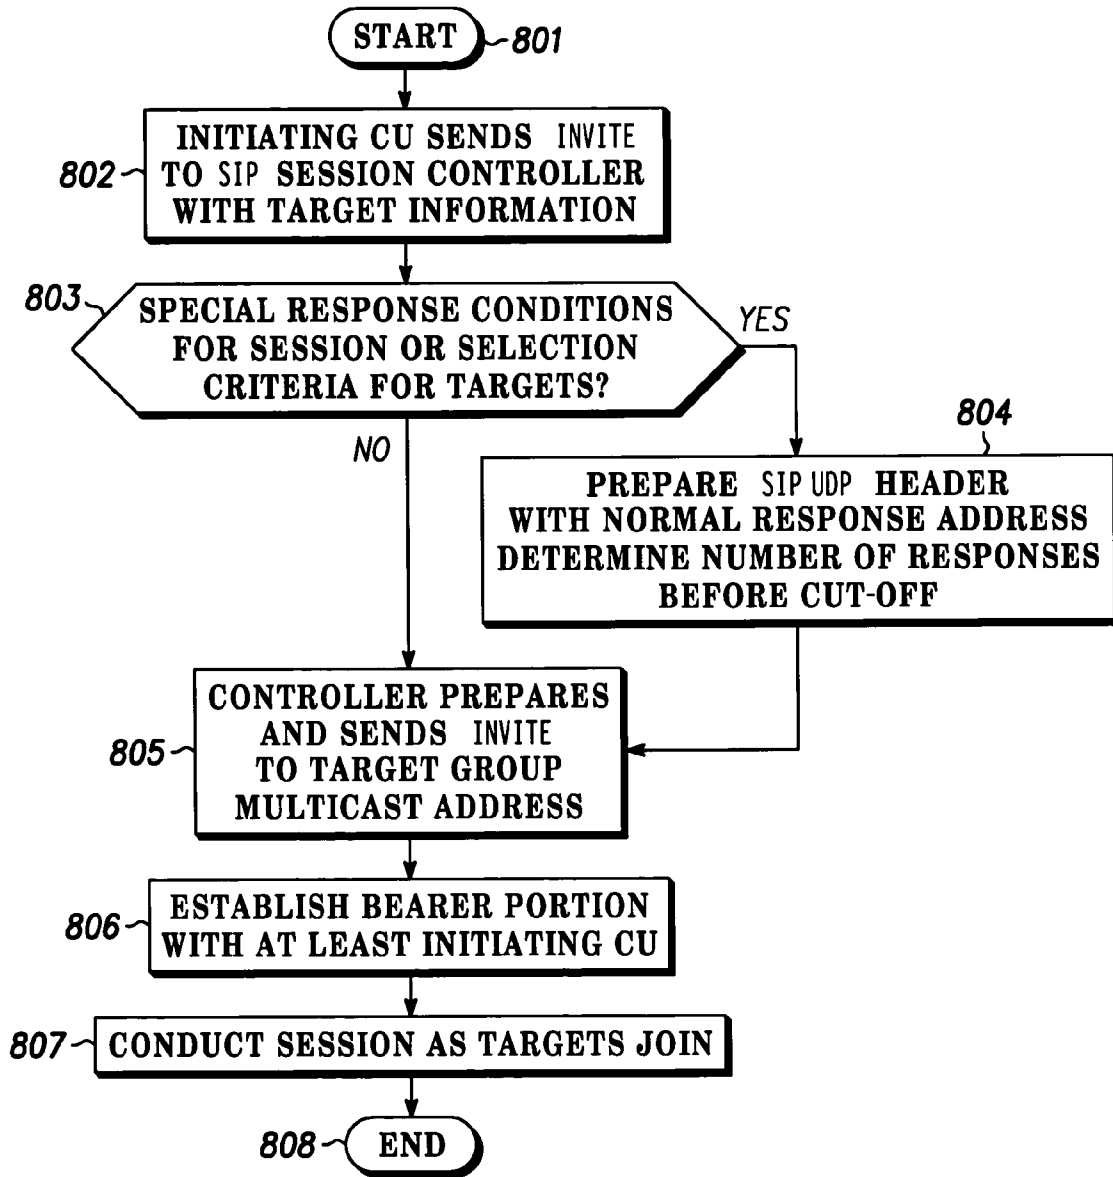 START
801
INITIATING CU SENDS INVITE
TO SIP SESSION CONTROLLER
WITH TARGET INFORMATION
802
803
SPECIAL RESPONSE CONDITIONS
FOR SESSION OR SELECTION
CRITERIA FOR TARGETS?
YES
NO
804
PREPARE SIP UDP HEADER
WITH NORMAL RESPONSE ADDRESS
DETERMINE NUMBER OF RESPONSES
BEFORE CUT-OFF
CONTROLLER PREPARES
AND SENDS INVITE
TO TARGET GROUP
MULTICAST ADDRESS
805
ESTABLISH BEARER PORTION
WITH AT LEAST INITIATING CU
806
807
CONDUCT SESSION AS TARGETS JOIN
808
END